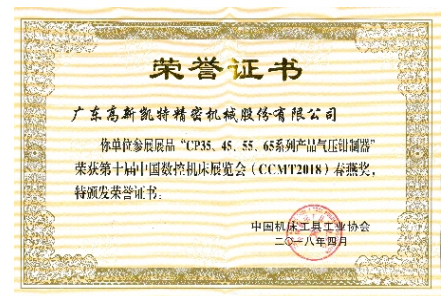 荣誉证书
广东高新凯特精密机械股份有限公司
你单位参展展品“CP35、45、55、65系列产品气压钳制器”
荣获第十届中国数控机床展览会（CCMT2018）春燕奖，
特颁发荣誉证书。
中国机床工具工业协会
二〇一八年四月